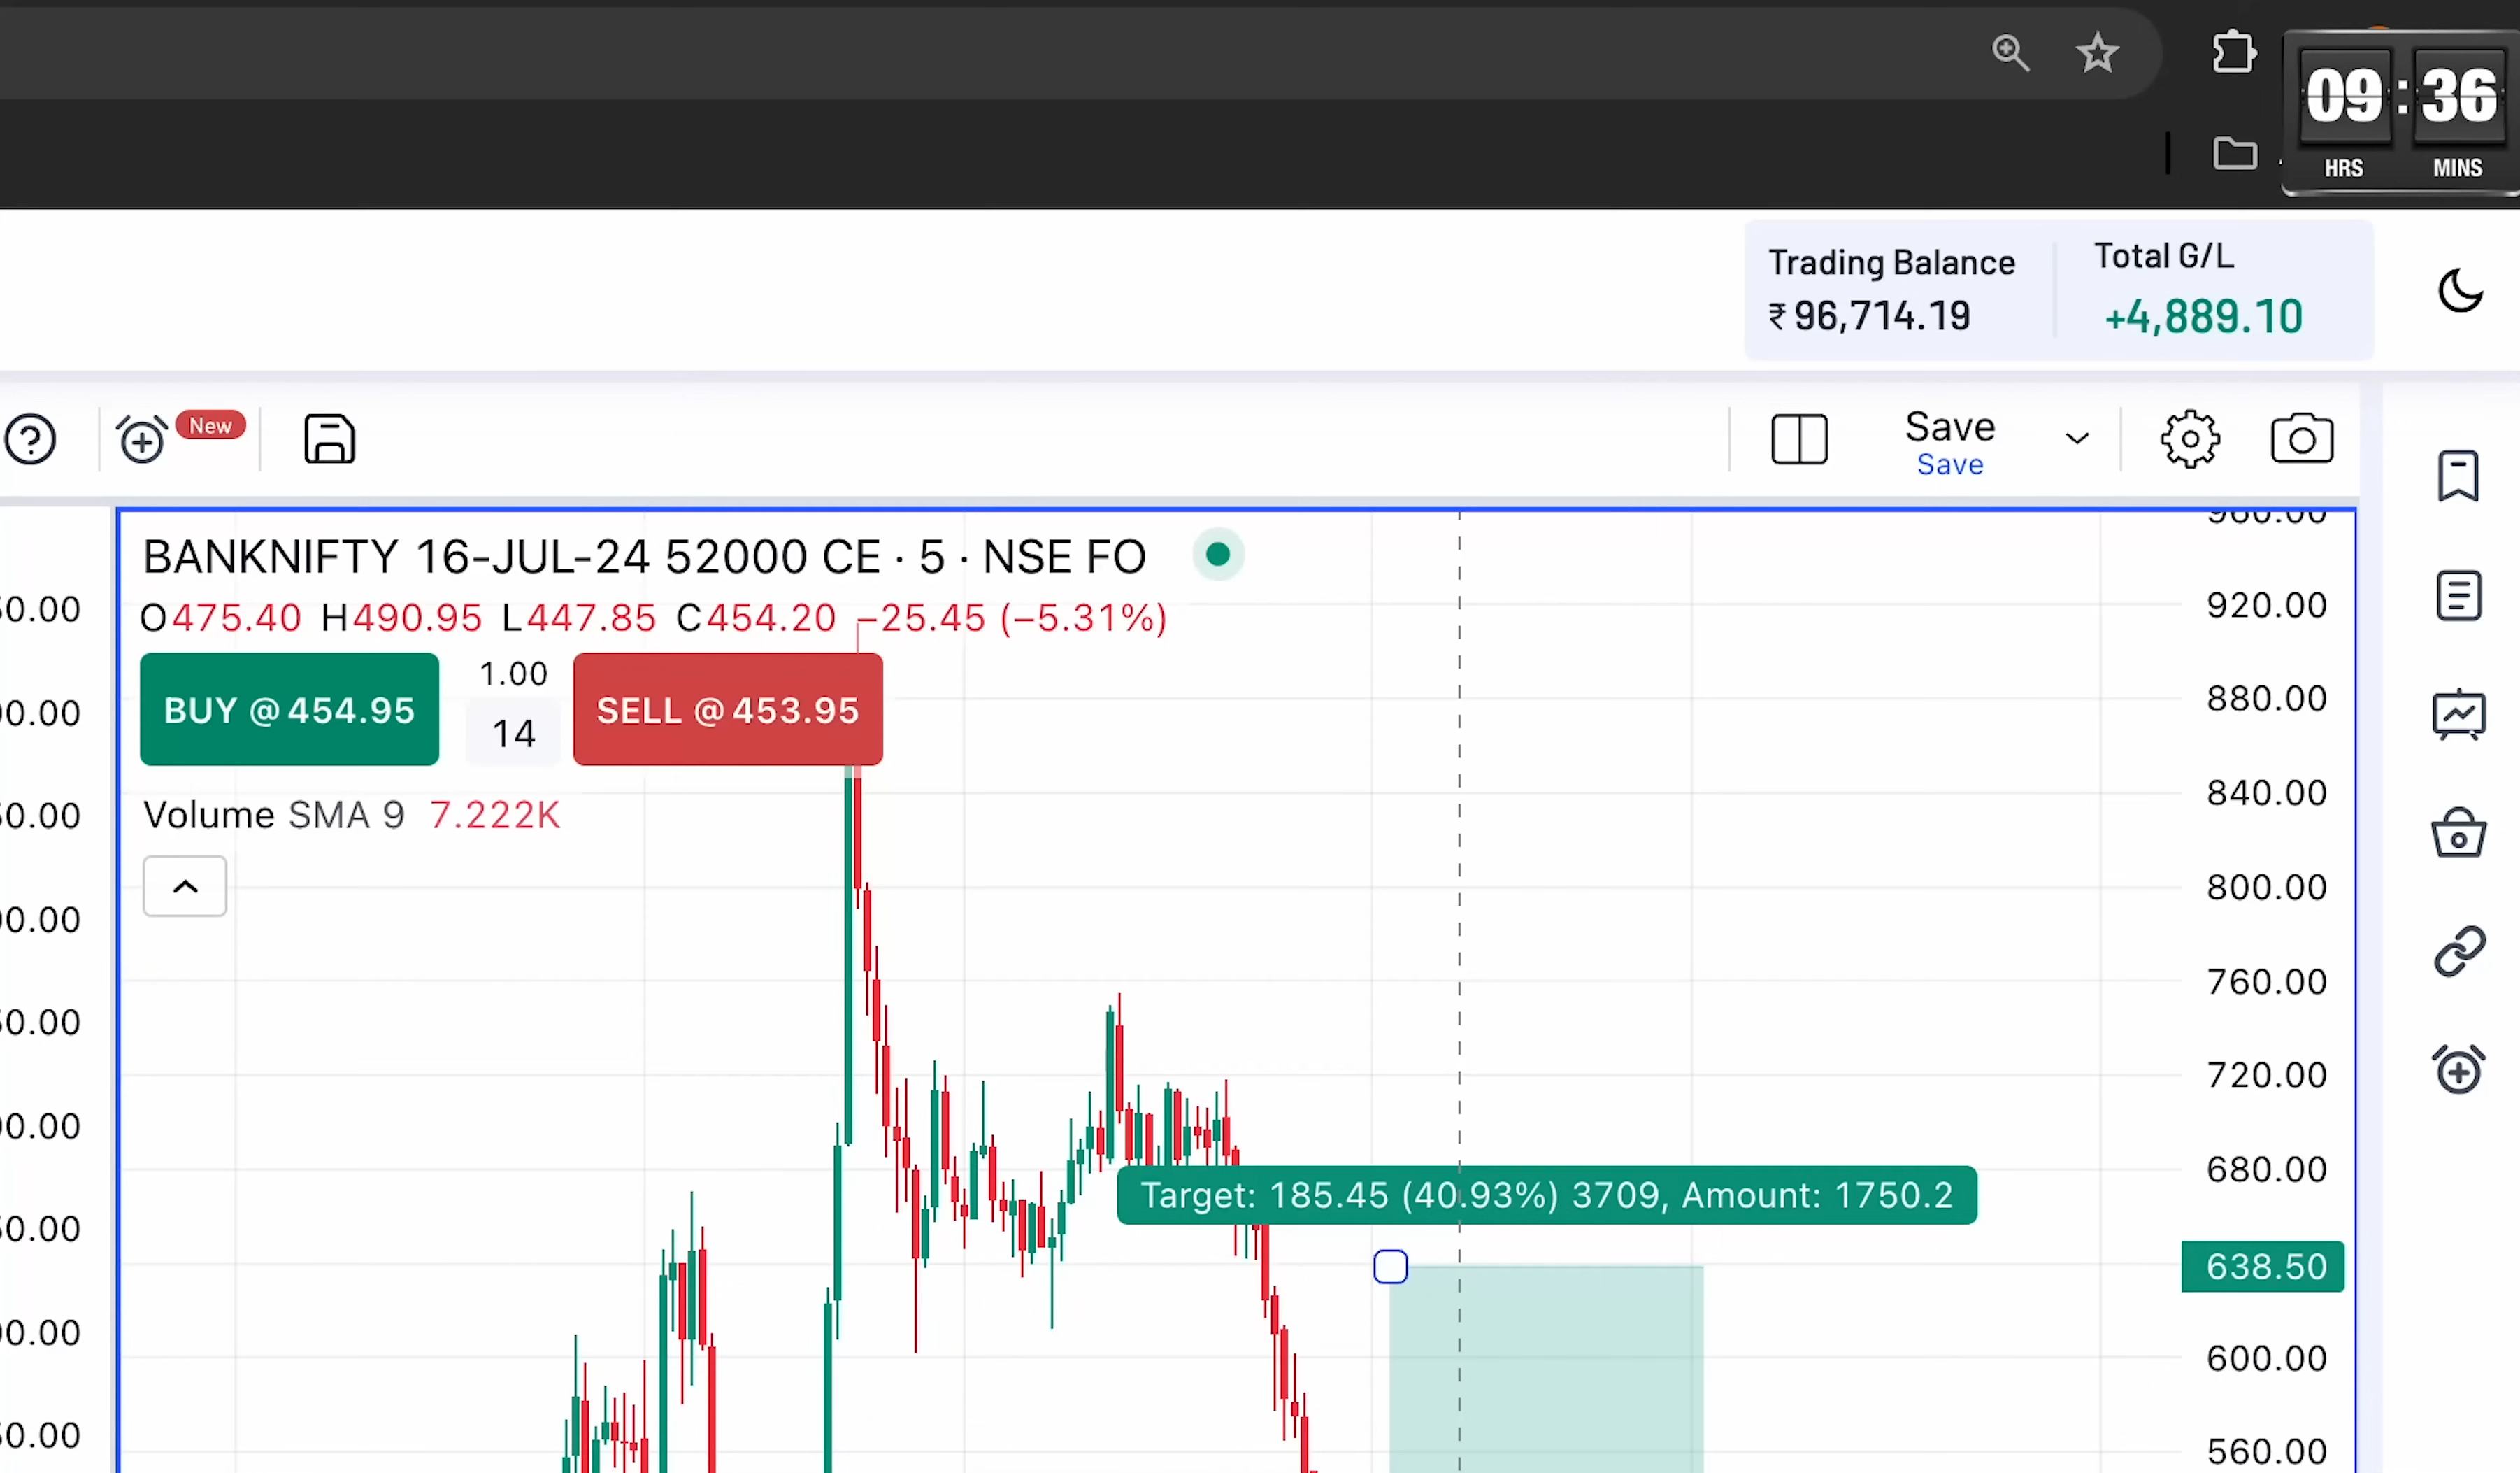 09:36
HRS MINS
Trading Balance
₹ 96,714.19
Total G/L
+4,889.10
New
Save
Save
BANKNIFTY 16-JUL-24 52000 CE · 5 · NSE FO
O475.40 H490.95 L447.85 C454.20 −25.45 (−5.31%)
BUY @ 454.95
1.00
14
SELL @ 453.95
Volume SMA 9 7.222K
920.00
880.00
840.00
800.00
760.00
720.00
680.00
Target: 185.45 (40.93%) 3709, Amount: 1750.2
638.50
600.00
560.00